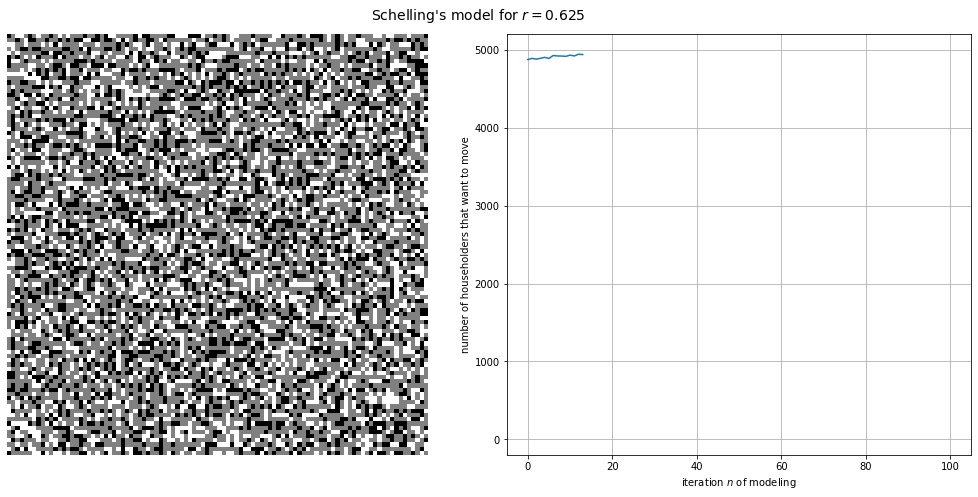 Schelling's model for r = 0.625
number of householders that want to move
5000
4000
3000
2000
1000
0
0 20 40 60 80 100
iteration n of modeling